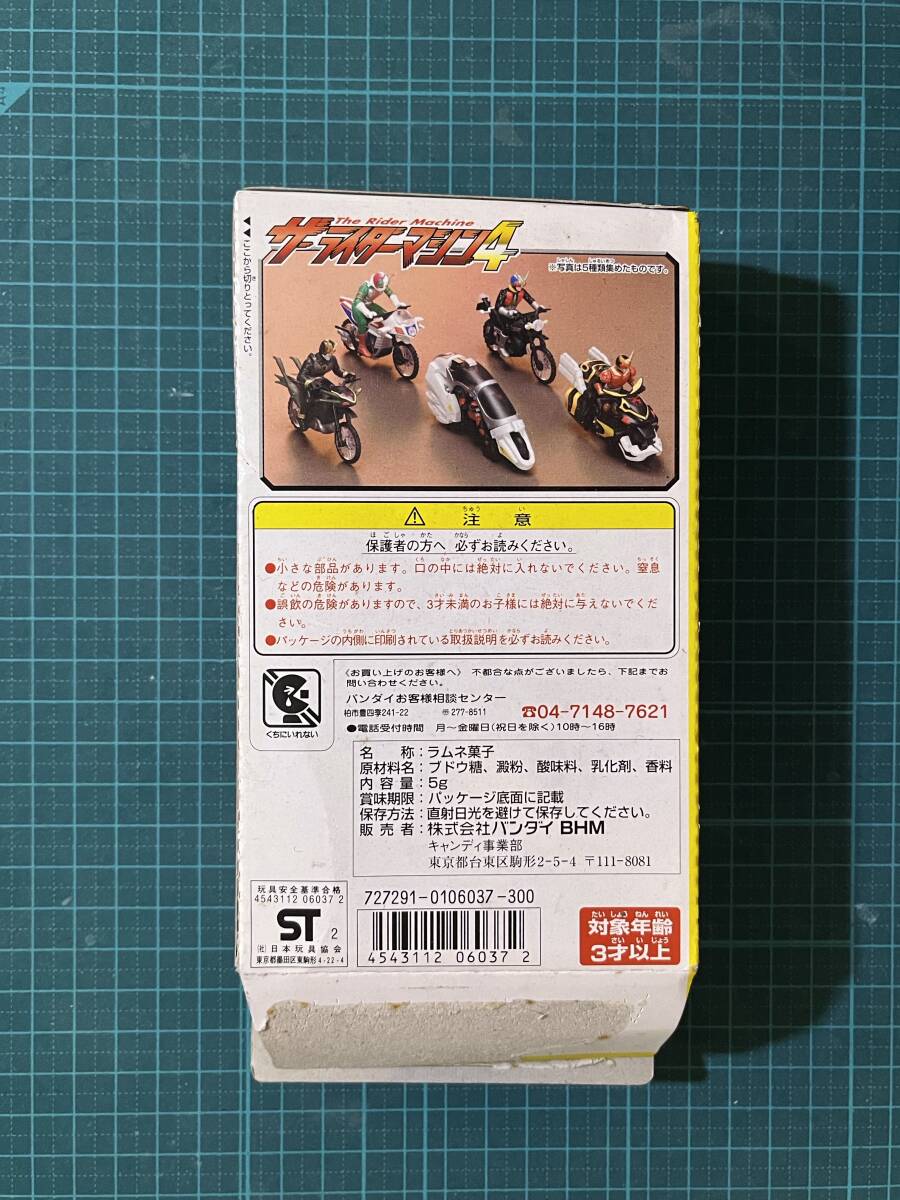 ◀◀ここから切りとってください。
The Rider Machine
ザ・ライダーマシン4
※写真は5種類集めたものです。
⚠ 注意
保護者の方へ 必ずお読みください。
●小さな部品があります。口の中には絶対に入れないでください。窒息
などの危険があります。
●誤飲の危険がありますので、3才未満のお子様には絶対に与えないでくだ
さい。
●パッケージの内側に印刷されている取扱説明を必ずお読みください。
くちにいれない
〈お買い上げのお客様へ〉 不都合な点がございましたら、下記までお
問い合わせください。
バンダイお客様相談センター
柏市豊四季241-22 〒277-8511 ☎04-7148-7621
●電話受付時間 月〜金曜日(祝日を除く)10時〜16時
名称:ラムネ菓子
原材料名:ブドウ糖、澱粉、酸味料、乳化剤、香料
内容量:5g
賞味期限:パッケージ底面に記載
保存方法:直射日光を避けて保存してください。
販売者:株式会社バンダイ BHM
キャンディ事業部
東京都台東区駒形2-5-4 〒111-8081
玩具安全基準合格
4543112 06037 2
ST 2
(社)日本玩具協会
東京都墨田区東駒形4-22-4
727291-0106037-300
4543112 06037 2
対象年齢
3才以上